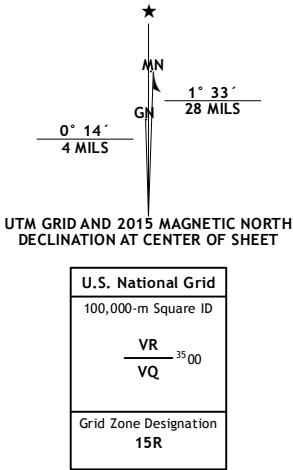 ★
MN
1° 33´
28 MILS
GN
0° 14´
4 MILS
UTM GRID AND 2015 MAGNETIC NORTH
DECLINATION AT CENTER OF SHEET
U.S. National Grid
100,000-m Square ID
VR
3500
VQ
Grid Zone Designation
15R